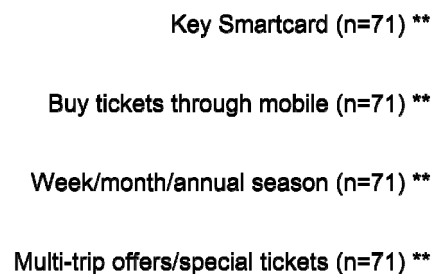 Key Smartcard (n=71) **
Buy tickets through mobile (n=71) **
Week/month/annual season (n=71) **
Multi-trip offers/special tickets (n=71) **